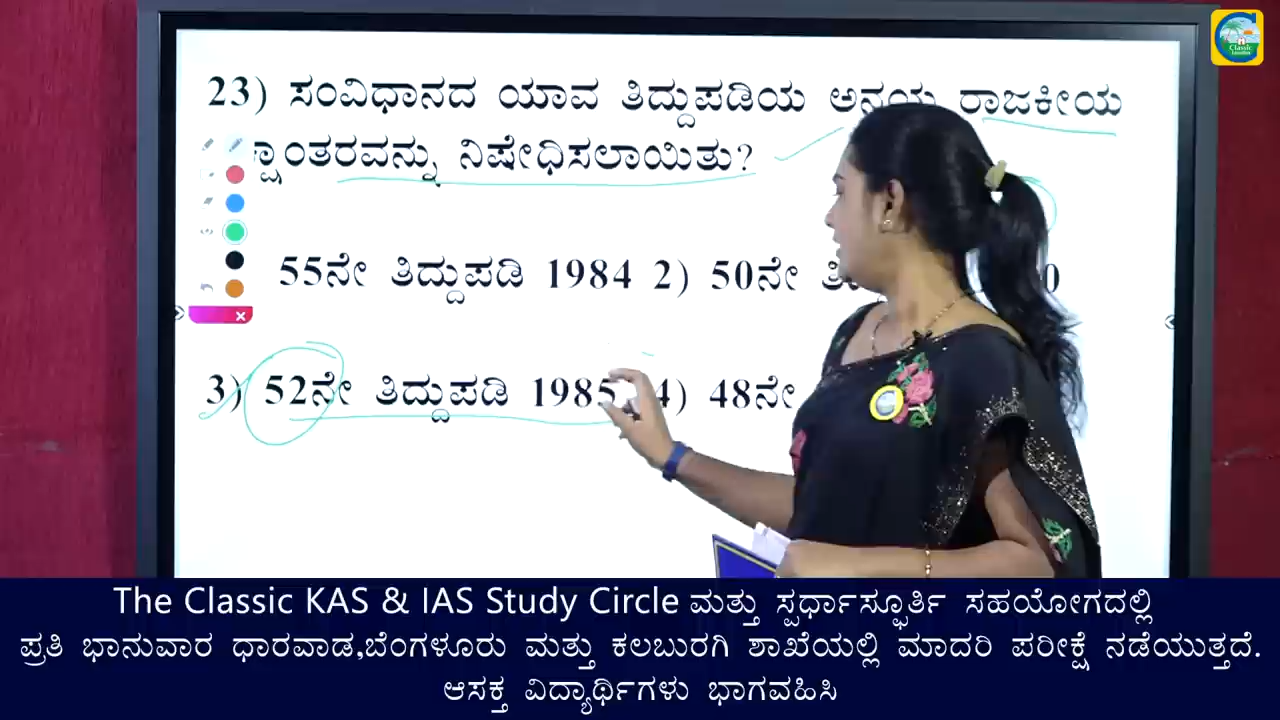 23) ಸಂವಿಧಾನದ ಯಾವ ತಿದ್ದುಪಡಿಯ ಅನ್ವಯ ರಾಜಕೀಯ
ನಿಷೇಧಿಸಲಾಯಿತು?
55ನೇ ತಿದ್ದುಪಡಿ 1984 2) 50ನೇ
3) 52ನೇ ತಿದ್ದುಪಡಿ 1985 4) 48ನೇ
The Classic KAS & IAS Study Circle ಮತ್ತು ಸ್ಪರ್ಧಾಸ್ಫೂರ್ತಿ ಸಹಯೋಗದಲ್ಲಿ
ಪ್ರತಿ ಭಾನುವಾರ ಧಾರವಾಡ,ಬೆಂಗಳೂರು ಮತ್ತು ಕಲಬುರಗಿ ಶಾಖೆಯಲ್ಲಿ ಮಾದರಿ ಪರೀಕ್ಷೆ ನಡೆಯುತ್ತದೆ.
ಆಸಕ್ತ ವಿದ್ಯಾರ್ಥಿಗಳು ಭಾಗವಹಿಸಿ
Classic